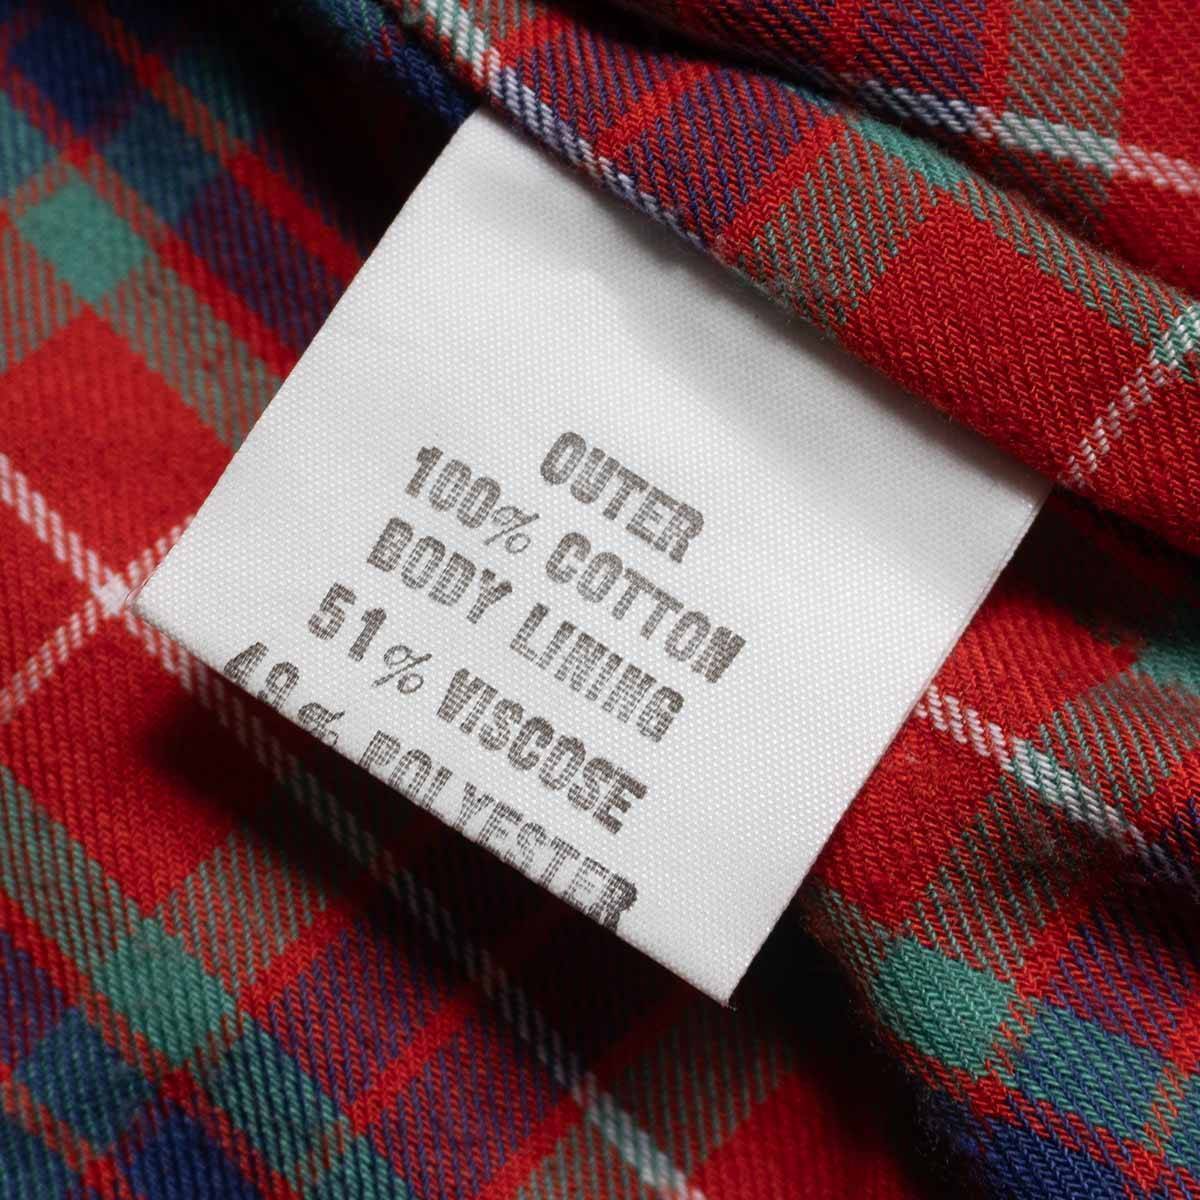 OUTER
100% COTTON
BODY LINING
51% VISCOSE
49% POLYESTER